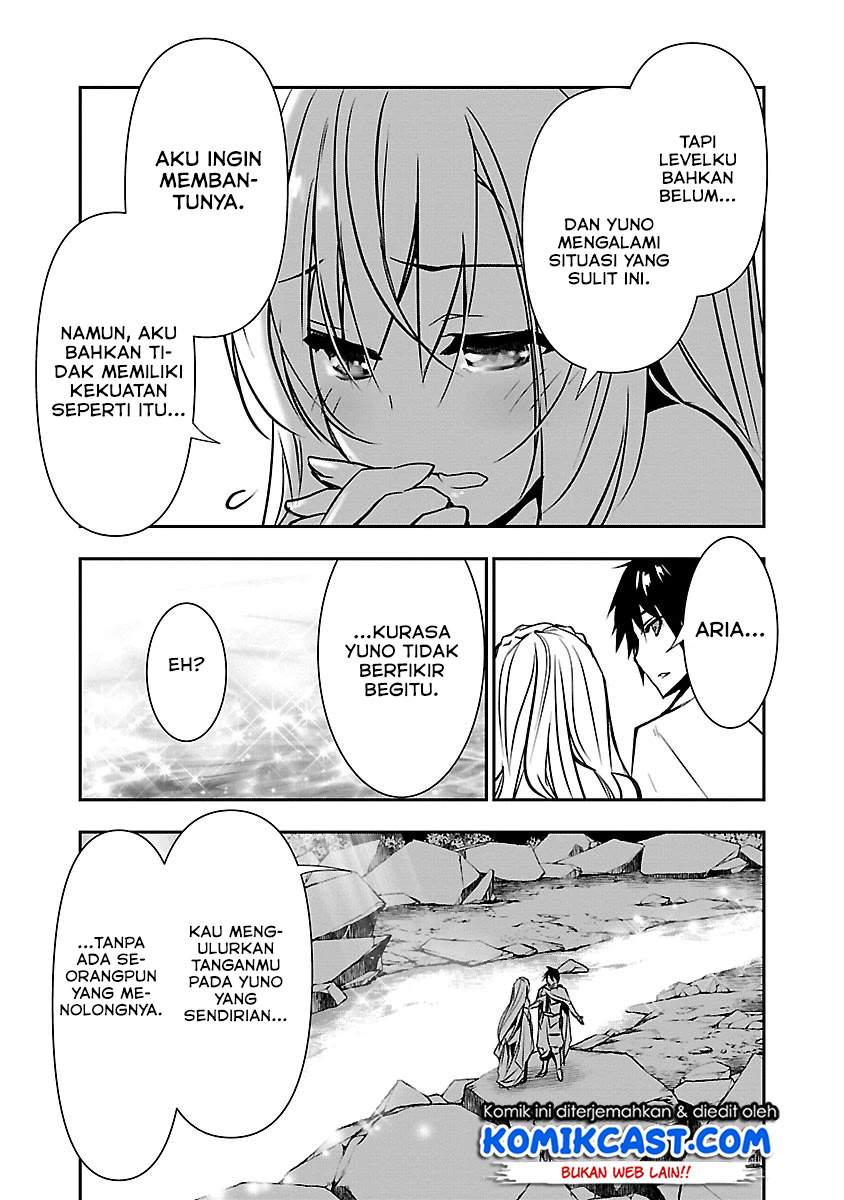 TAPI
LEVELKU
BAHKAN
BELUM...
DAN YUNO
MENGALAMI
SITUASI YANG
SULIT INI.
AKU INGIN
MEMBAN-
TUNYA.
NAMUN, AKU
BAHKAN TI-
DAK MEMILIKI
KEKUATAN
SEPERTI ITU...
ARIA...
...KURASA
YUNO TIDAK
BERFIKIR
BEGITU.
EH?
KAU MENG-
ULURKAN
TANGANMU
PADA YUNO
YANG
SENDIRIAN...
...TANPA
ADA SE-
ORANGPUN
YANG ME-
NOLONGNYA.
Komik ini diterjemahkan & diedit oleh
KOMIKCAST.COM
BUKAN WEB LAIN!!